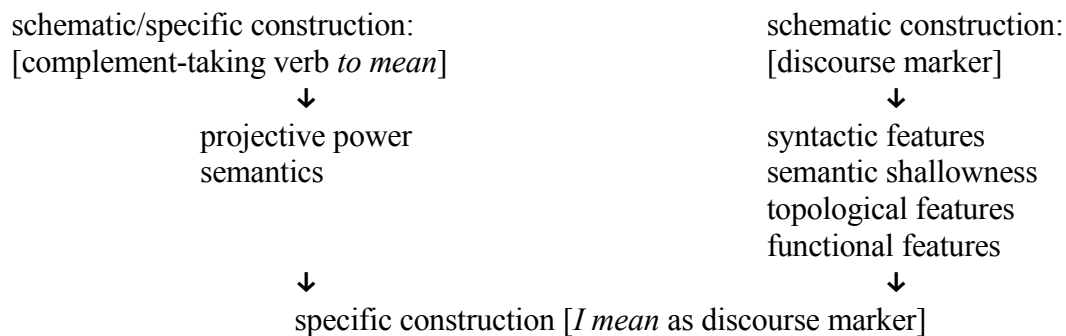 schematic/specific construction: schematic construction:
[complement-taking verb to mean] [discourse marker]
↓ ↓
projective power syntactic features
semantics semantic shallowness
topological features
functional features
↓ ↓
specific construction [I mean as discourse marker]